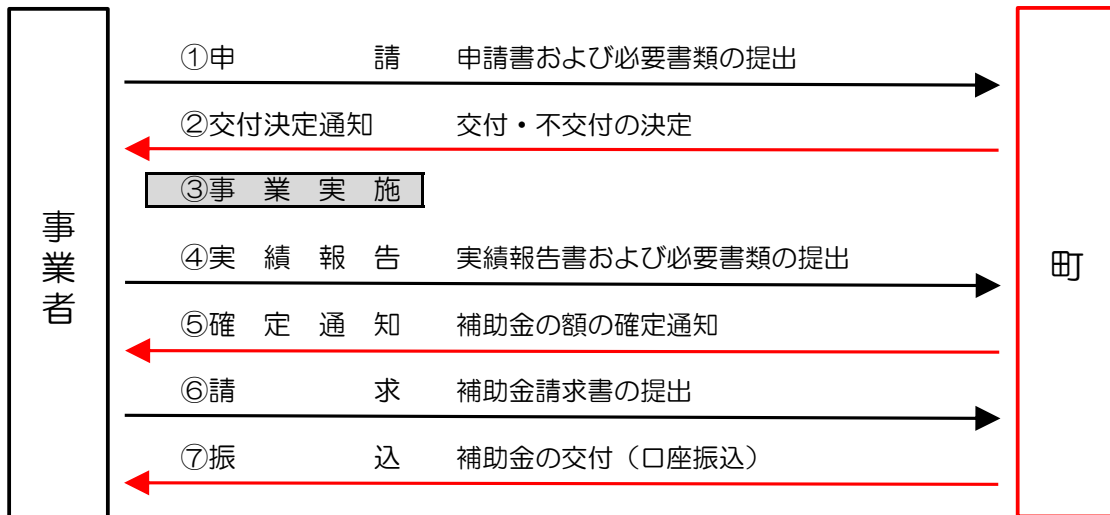 ①申請 申請書および必要書類の提出
②交付決定通知 交付・不交付の決定
③事業実施
事業者
④実績報告 実績報告書および必要書類の提出
町
⑤確定通知 補助金の額の確定通知
⑥請求 補助金請求書の提出
⑦振込 補助金の交付（口座振込）